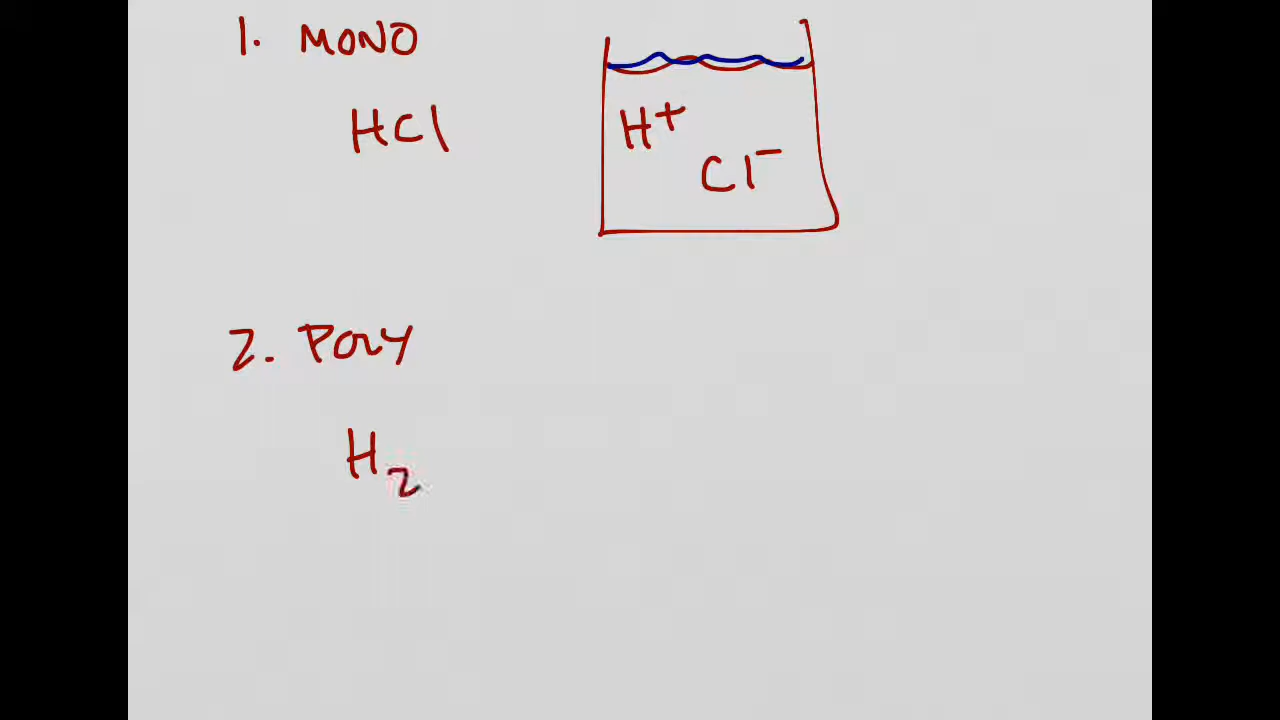 1. MONO
HCl
H+
Cl−
2. POLY
H2